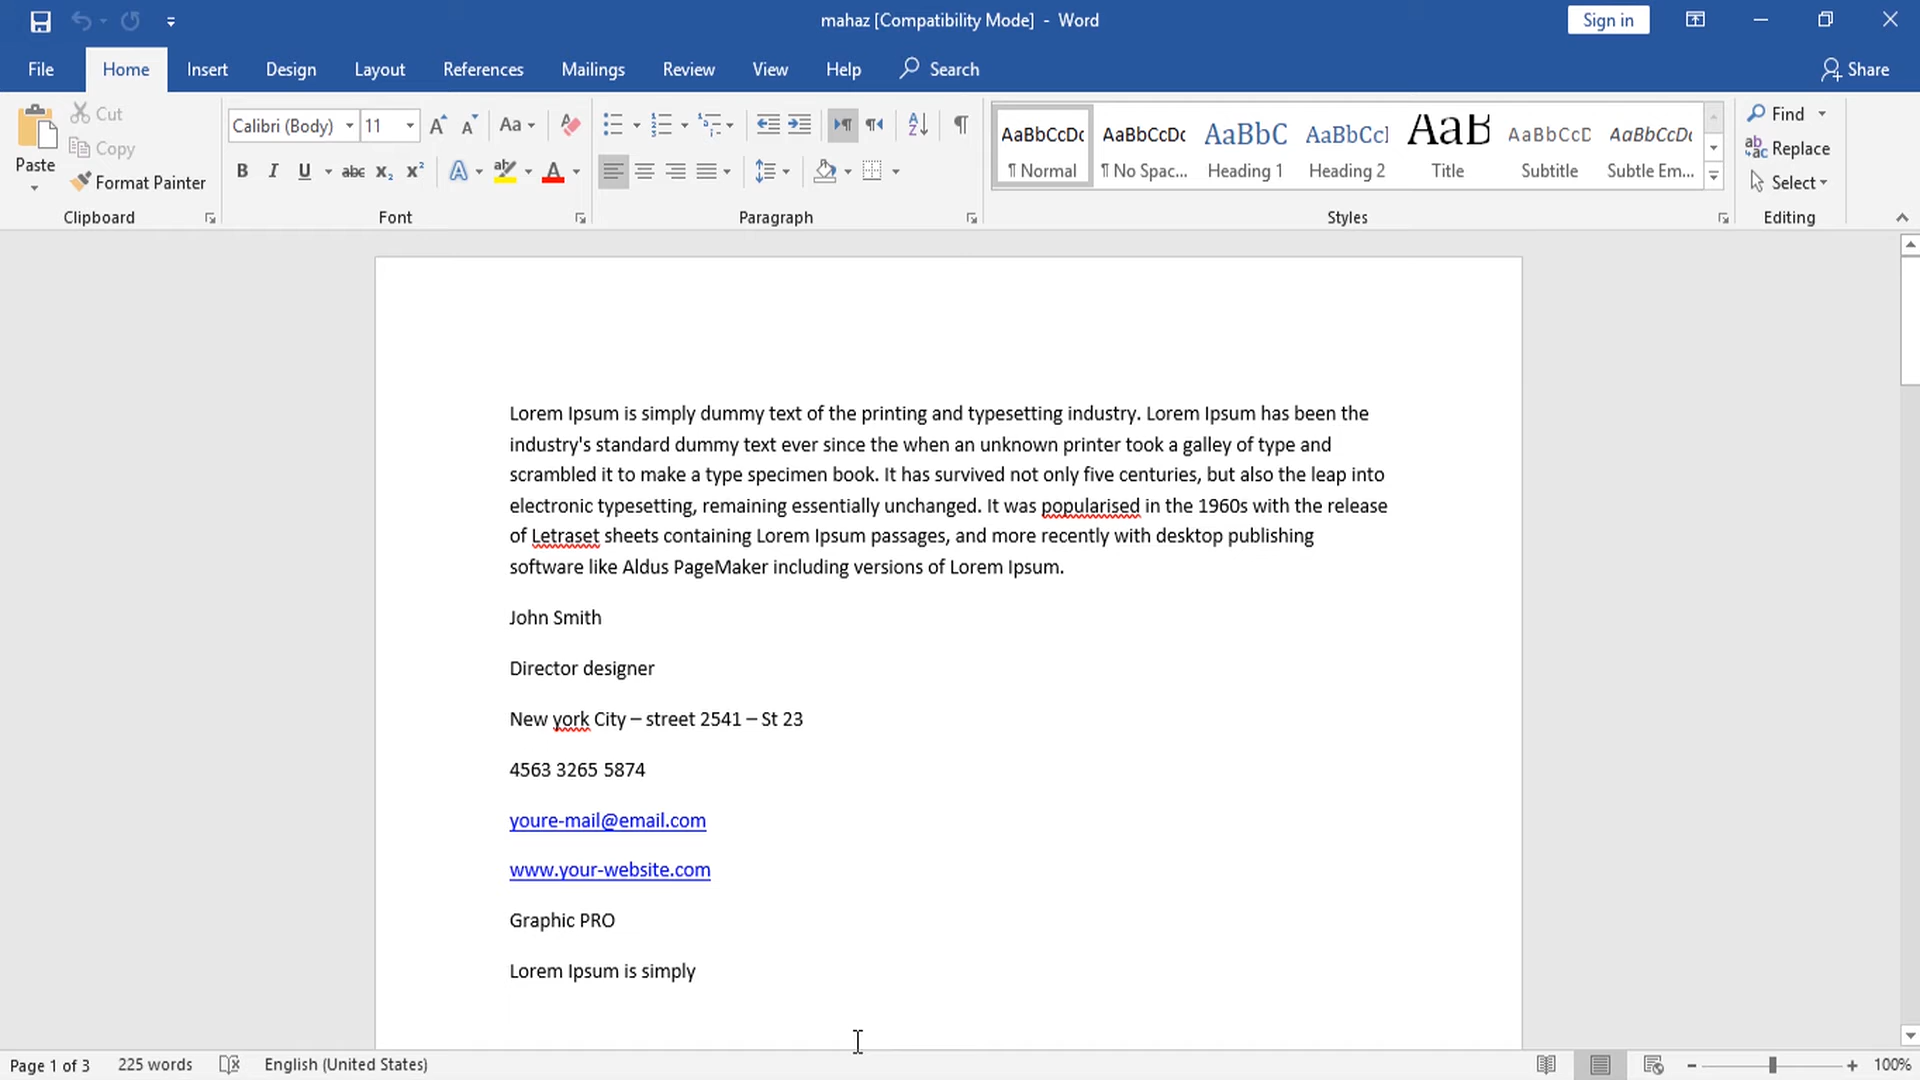 mahaz [Compatibility Mode] - Word
Sign in
File Home Insert Design Layout References Mailings Review View Help Search Share
Paste
Cut
Copy
Format Painter
Clipboard
Calibri (Body) 11
Font
Paragraph
AaBbCcDc AaBbCcDc AaBbC AaBbCcI AaB AaBbCcD AaBbCcDc
¶ Normal ¶ No Spac... Heading 1 Heading 2 Title Subtitle Subtle Em...
Styles
Find
Replace
Select
Editing
Lorem Ipsum is simply dummy text of the printing and typesetting industry. Lorem Ipsum has been the
industry's standard dummy text ever since the when an unknown printer took a galley of type and
scrambled it to make a type specimen book. It has survived not only five centuries, but also the leap into
electronic typesetting, remaining essentially unchanged. It was popularised in the 1960s with the release
of Letraset sheets containing Lorem Ipsum passages, and more recently with desktop publishing
software like Aldus PageMaker including versions of Lorem Ipsum.
John Smith
Director designer
New york City – street 2541 – St 23
4563 3265 5874
youre-mail@email.com
www.your-website.com
Graphic PRO
Lorem Ipsum is simply
Page 1 of 3 225 words English (United States) 100%